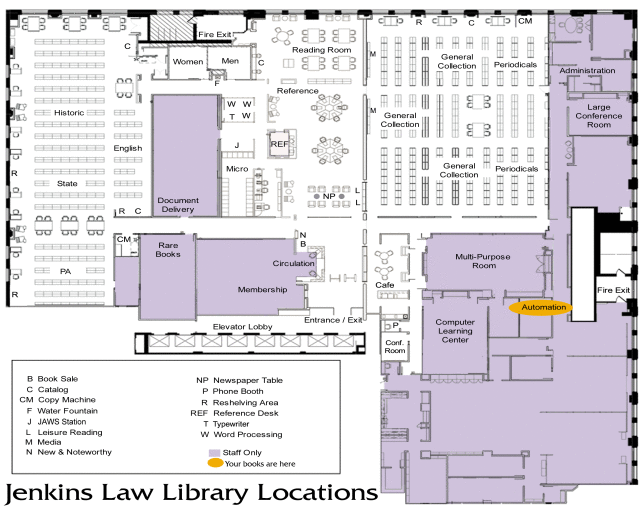 R
C
CM
Fire Exit
C
Reading Room
Women
Men
C
F
M
General
Collection
Periodicals
Administration
Reference
Large
Conference
Room
W W
T W
M
General
Collection
Historic
English
REF
J
Micro
General
Collection
Periodicals
R
State
L
NP
L
Document
Delivery
R C
CM
N
B
Rare
Books
Circulation
Multi-Purpose
Room
PA
Membership
Cafe
Fire Exit
R
Automation
Entrance / Exit
Elevator Lobby
P
Computer
Learning
Center
Conf.
Room
B Book Sale
C Catalog
CM Copy Machine
F Water Fountain
J JAWS Station
L Leisure Reading
M Media
N New & Noteworthy
NP Newspaper Table
P Phone Booth
R Reshelving Area
REF Reference Desk
T Typewriter
W Word Processing
Staff Only
Your books are here
Jenkins Law Library Locations